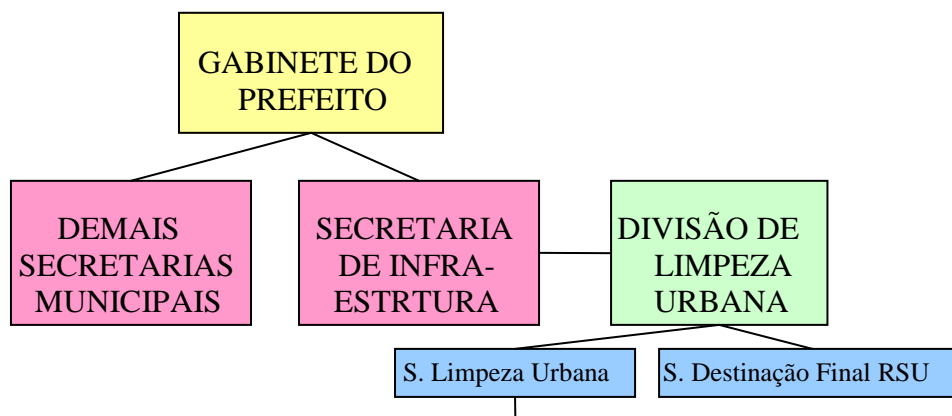 GABINETE DO
PREFEITO
DEMAIS
SECRETARIAS
MUNICIPAIS
SECRETARIA
DE INFRA-
ESTRTURA
DIVISÃO DE
LIMPEZA
URBANA
S. Limpeza Urbana
S. Destinação Final RSU